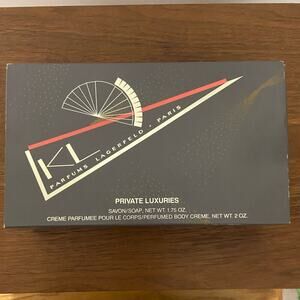 KL
PARFUMS LAGERFELD • PARIS
PRIVATE LUXURIES
SAVON/SOAP, NET WT. 1.75 OZ.
CREME PARFUMEE POUR LE CORPS/PERFUMED BODY CREME, NET WT. 2 OZ.